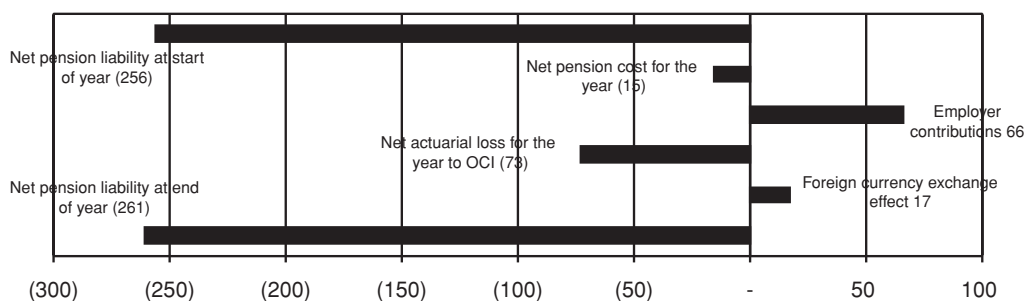 Net pension liability at start
of year (256)
Net pension cost for the
year (15)
Employer
contributions 66
Net actuarial loss for the
year to OCI (73)
Net pension liability at end
of year (261)
Foreign currency exchange
effect 17
(300) (250) (200) (150) (100) (50) - 50 100